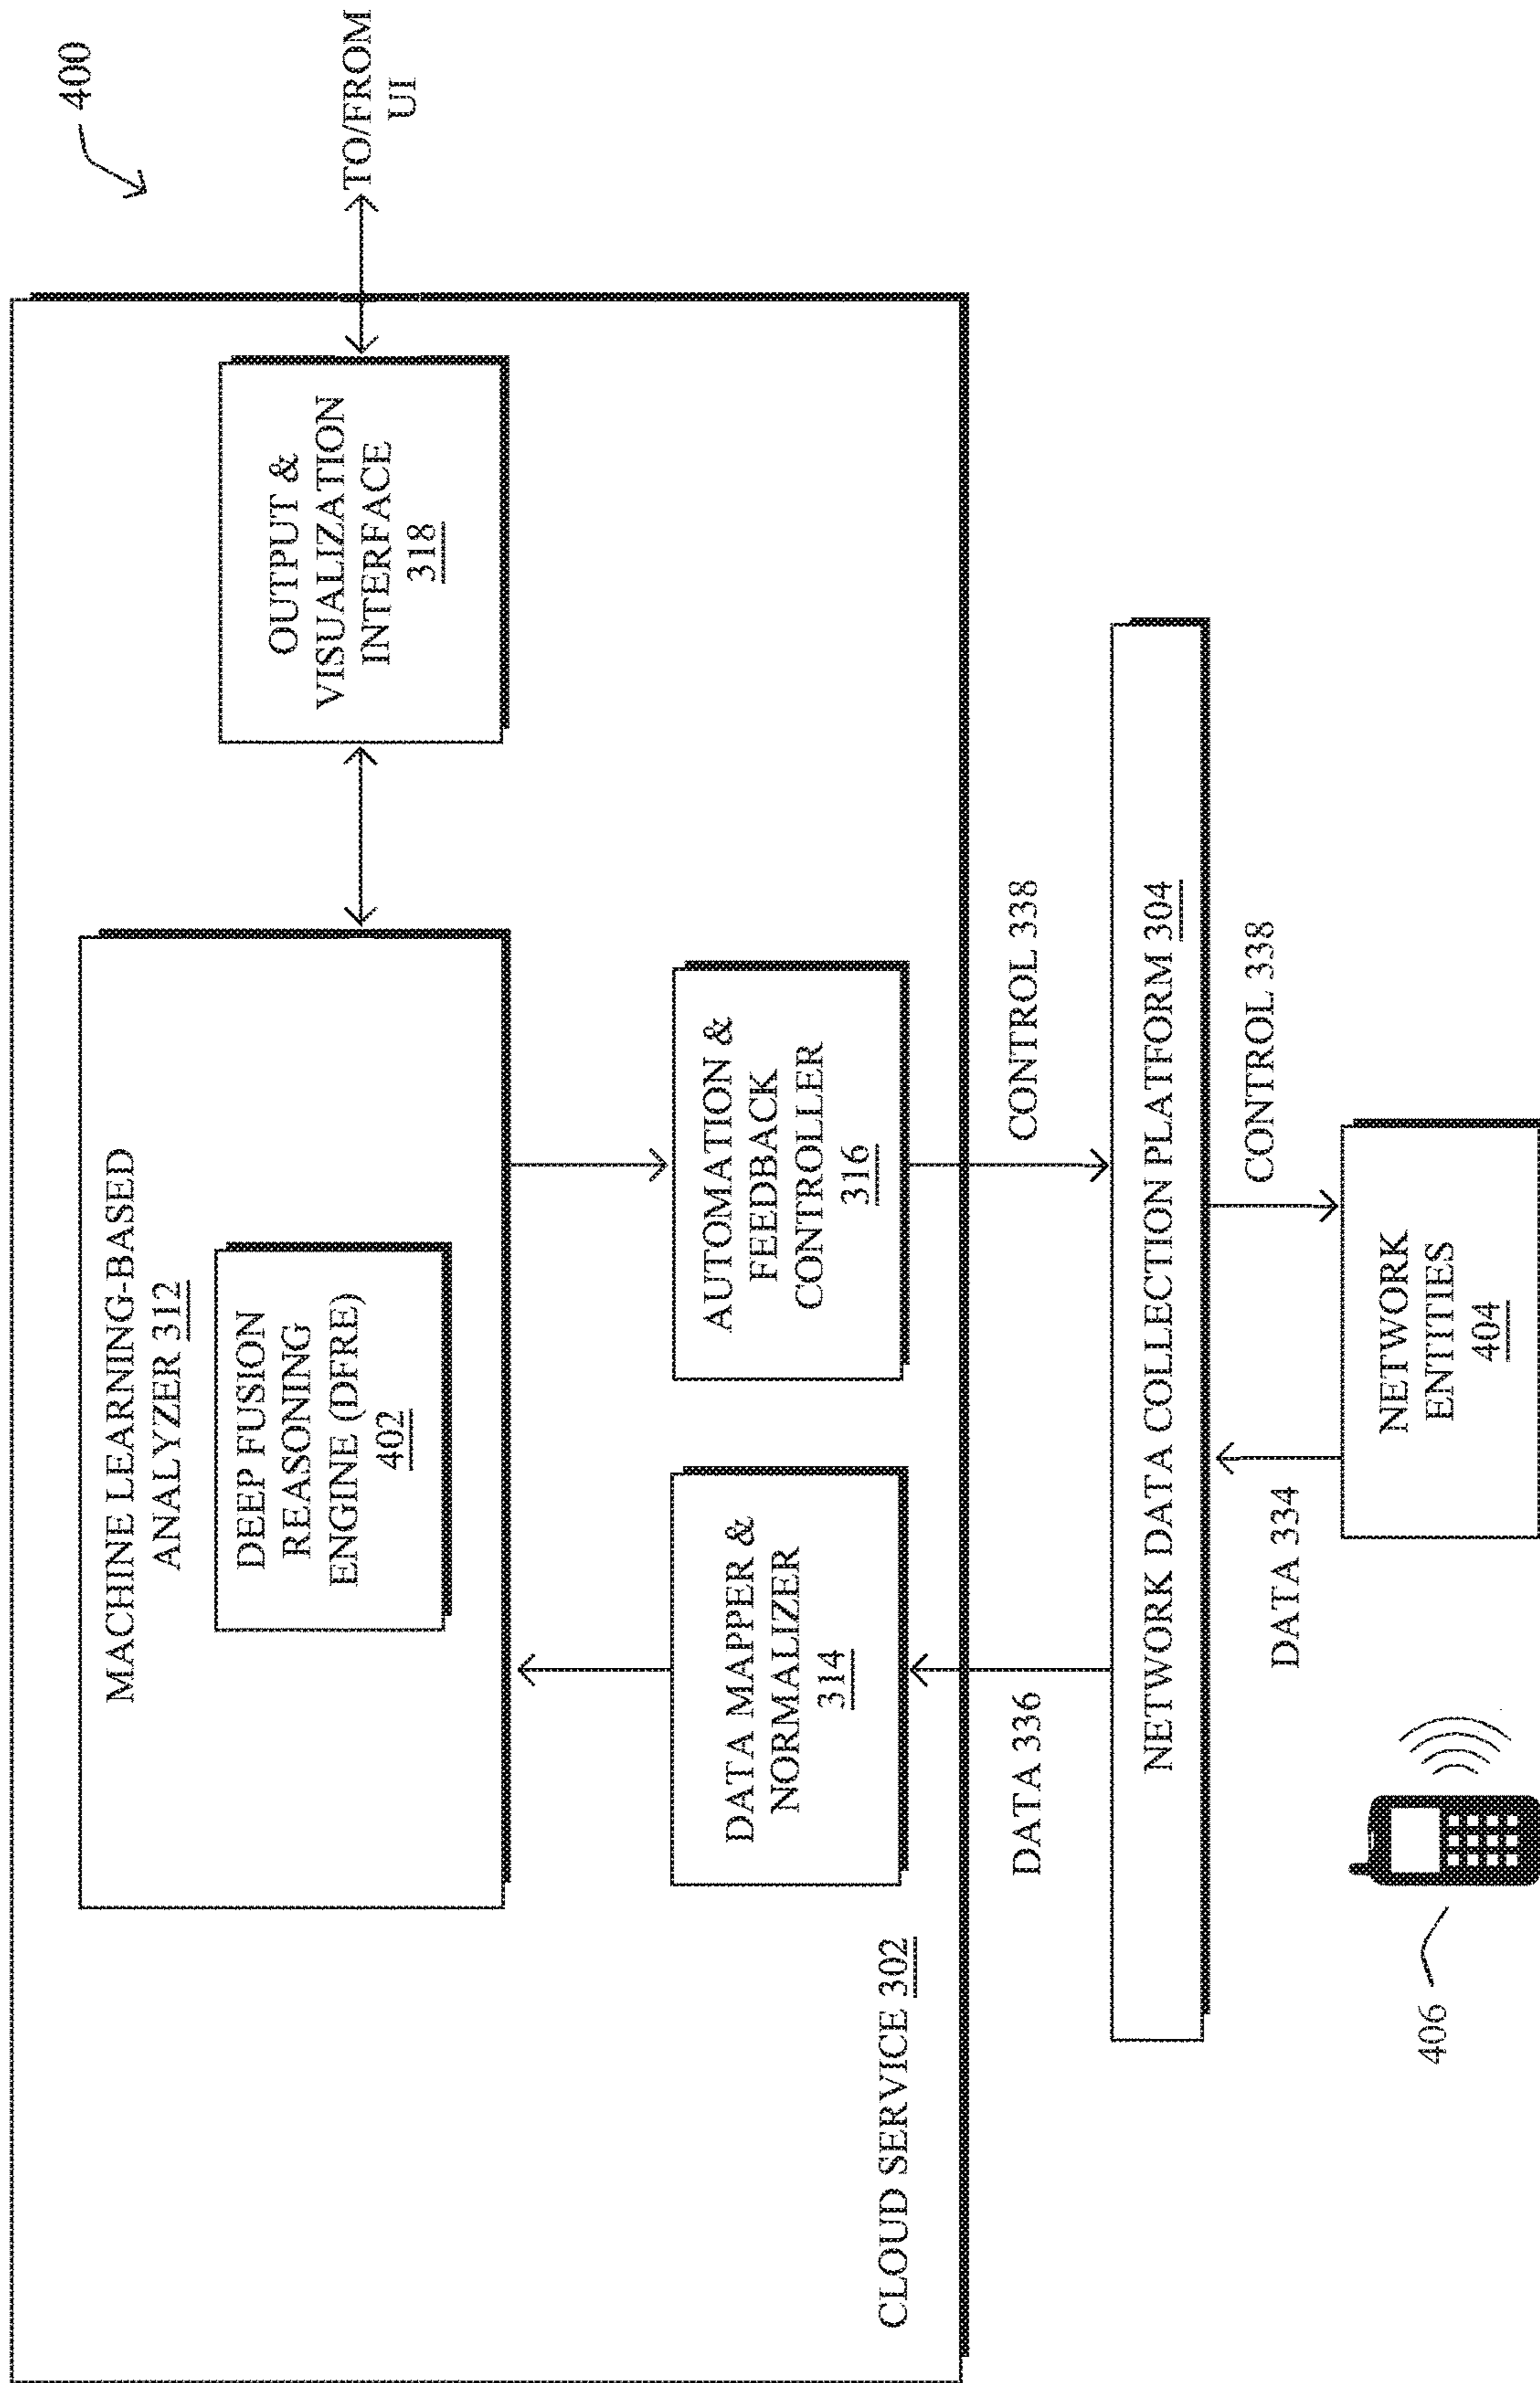 400
TO/FROM
UI
MACHINE LEARNING-BASED
ANALYZER 312
DEEP FUSION
REASONING
ENGINE (DFRE)
402
OUTPUT &
VISUALIZATION
INTERFACE
318
DATA MAPPER &
NORMALIZER
314
AUTOMATION &
FEEDBACK
CONTROLLER
316
CLOUD SERVICE 302
DATA 336
CONTROL 338
NETWORK DATA COLLECTION PLATFORM 304
DATA 334
CONTROL 338
406
NETWORK
ENTITIES
404